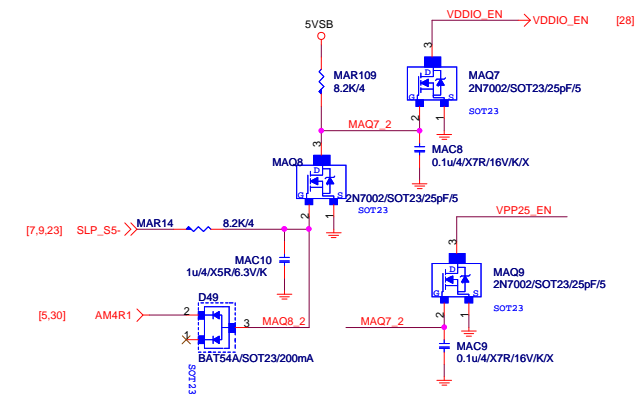 VDDIO_EN
VDDIO_EN
[28]
5VSB
3
D
G
S
MAQ7
2N7002/SOT23/25pF/5
SOT23
MAR109
8.2K/4
2
1
MAQ7_2
3
MAC8
0.1u/4/X7R/16V/K/X
MAQ8
D
G
S
2N7002/SOT23/25pF/5
SOT23
2
1
VPP25_EN
[7,9,23]
SLP_S5-
MAR14
8.2K/4
3
MAC10
1u/4/X5R/6.3V/K
D
G
S
MAQ9
2N7002/SOT23/25pF/5
SOT23
D49
[5,30]
AM4R1
2
1
3
MAQ8_2
MAQ7_2
2
1
BAT54A/SOT23/200mA
SOT23
MAC9
0.1u/4/X7R/16V/K/X